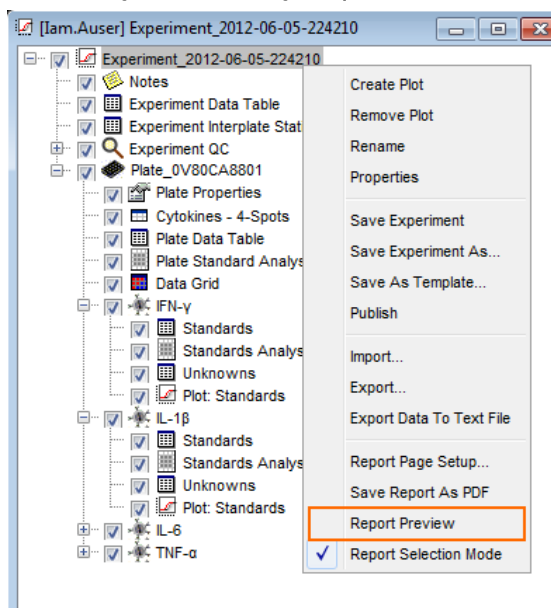 [Iam.Auser] Experiment_2012-06-05-224210
Experiment_2012-06-05-224210
Notes
Experiment Data Table
Experiment Interplate Stat
Experiment QC
Plate_0V80CA8801
Plate Properties
Cytokines - 4-Spots
Plate Data Table
Plate Standard Analys
Data Grid
IFN-γ
Standards
Standards Analys
Unknowns
Plot: Standards
IL-1β
Standards
Standards Analys
Unknowns
Plot: Standards
IL-6
TNF-α
Create Plot
Remove Plot
Rename
Properties
Save Experiment
Save Experiment As...
Save As Template...
Publish
Import...
Export...
Export Data To Text File
Report Page Setup...
Save Report As PDF
Report Preview
Report Selection Mode